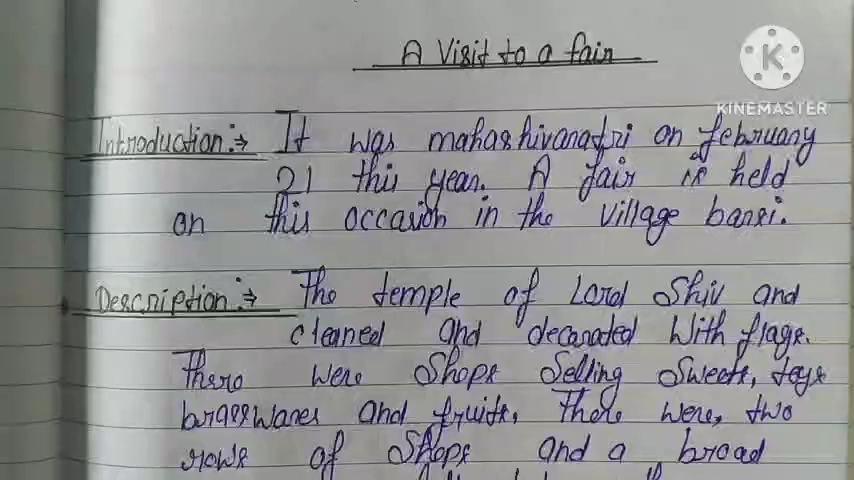 A Visit to a fair
KINEMASTER
Introduction:→ It was mahashivaratri on february
21 this year. A fair is held
on this occasion in the village bansi.
Description:→ The temple of Lord Shiv and
cleaned and decorated with flags.
There were Shops Selling Sweets, toys
brasswares and fruits, There were, two
rows of Shops and a broad